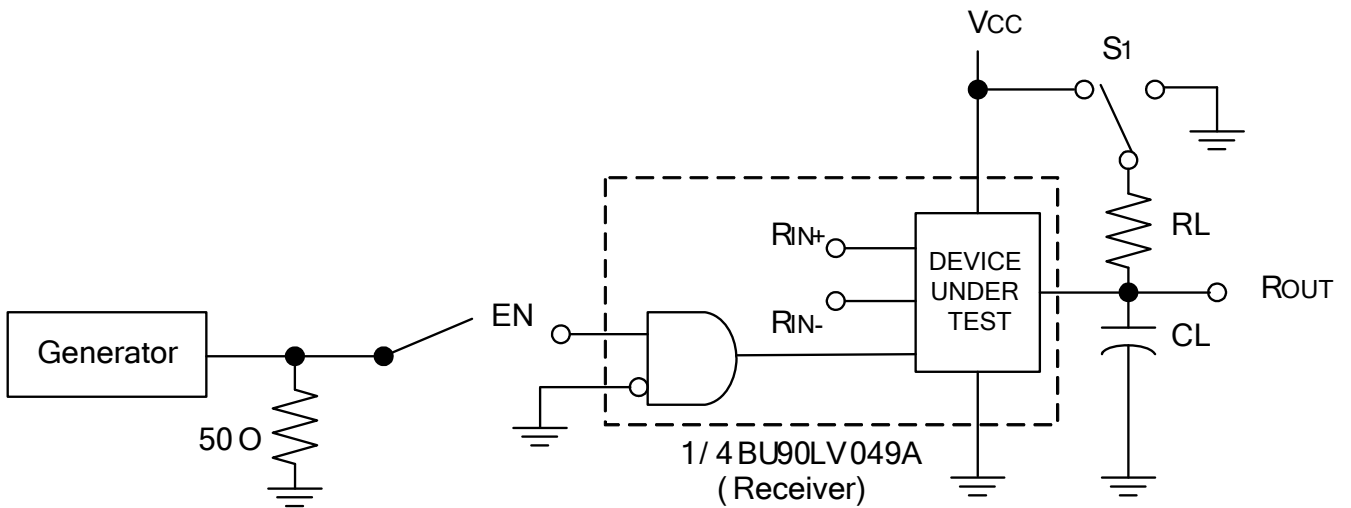 VCC
S1
RIN+
RIN-
DEVICE
UNDER
TEST
RL
ROUT
CL
EN
Generator
50 O
1/4 BU90LV049A
(Receiver)